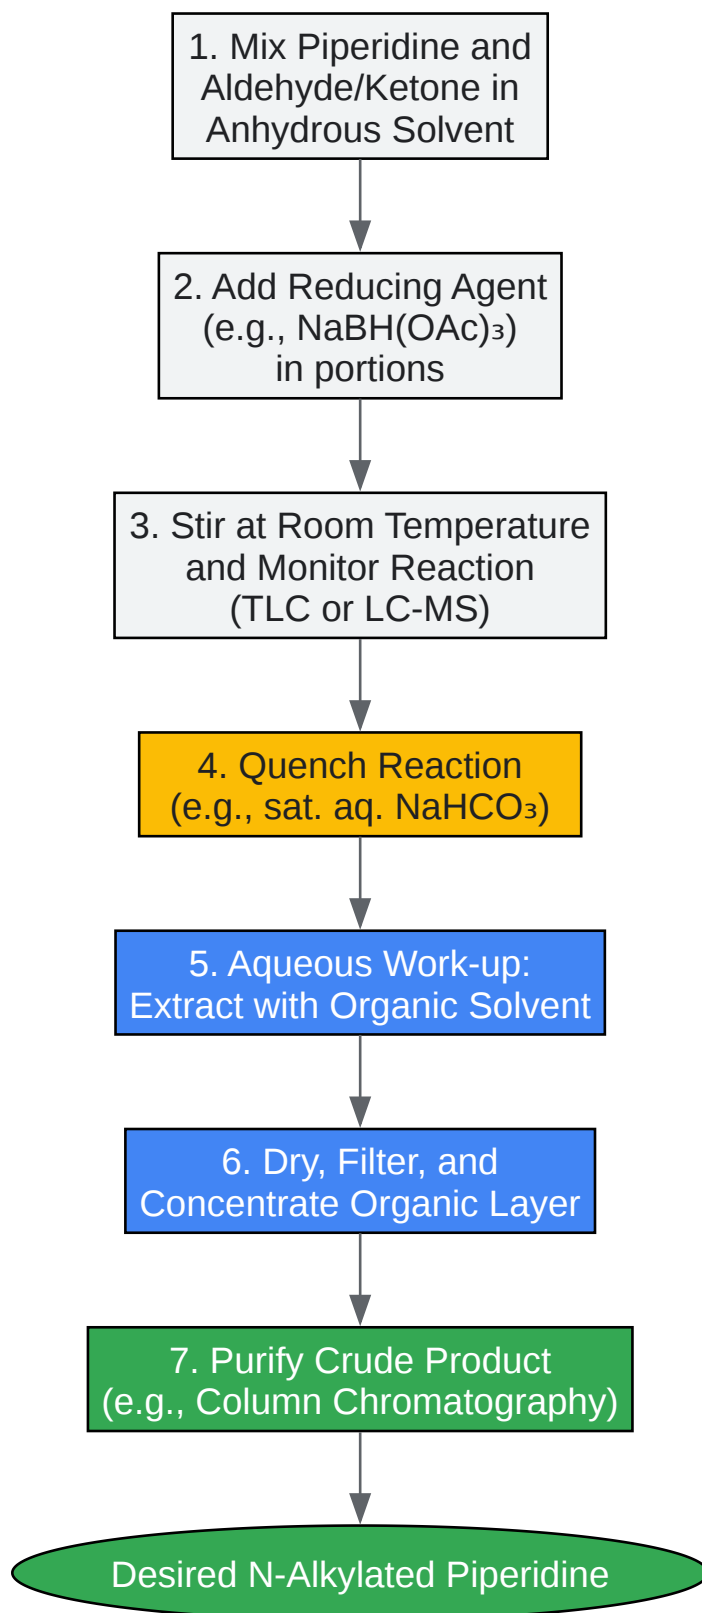 1. Mix Piperidine and
Aldehyde/Ketone in
Anhydrous Solvent
2. Add Reducing Agent
(e.g., NaBH(OAc)₃)
in portions
3. Stir at Room Temperature
and Monitor Reaction
(TLC or LC-MS)
4. Quench Reaction
(e.g., sat. aq. NaHCO₃)
5. Aqueous Work-up:
Extract with Organic Solvent
6. Dry, Filter, and
Concentrate Organic Layer
7. Purify Crude Product
(e.g., Column Chromatography)
Desired N-Alkylated Piperidine